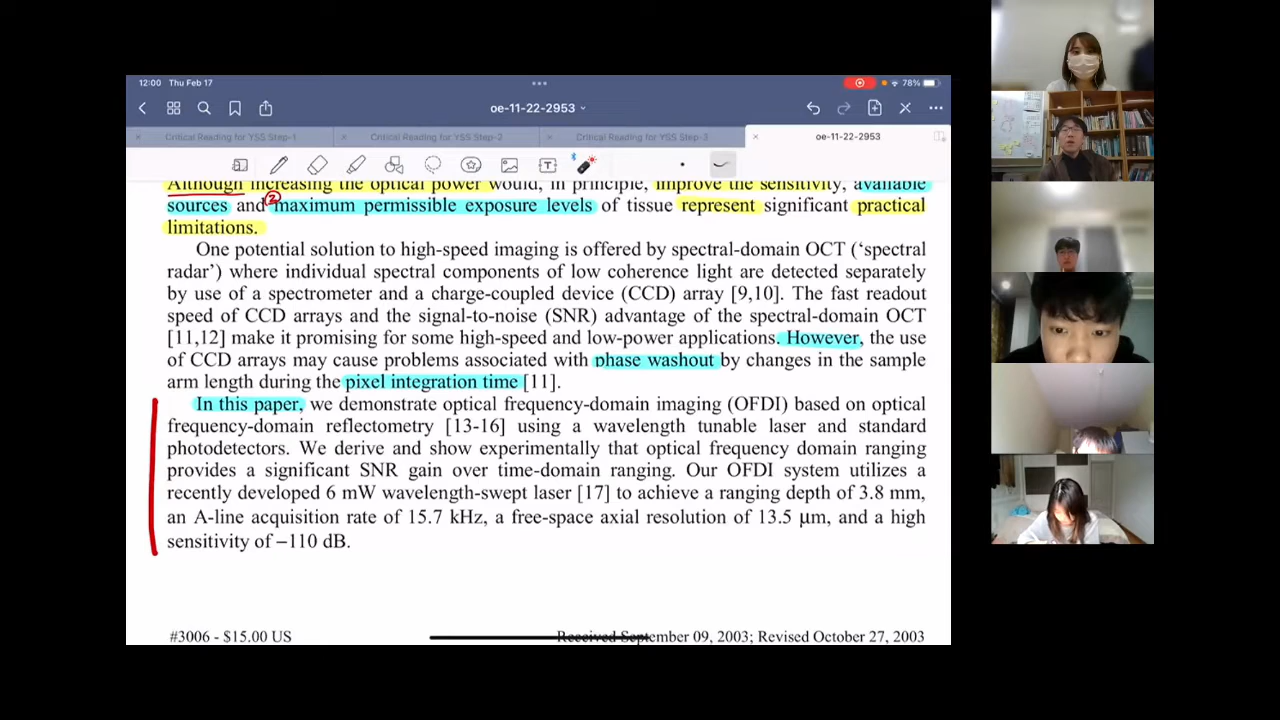 12:00 Thu Feb 17
78%
oe-11-22-2953
Critical Reading for YSS Step-1
Critical Reading for YSS Step-2
Critical Reading for YSS Step-3
oe-11-22-2953
Although increasing the optical power would, in principle, improve the sensitivity, available
sources and ② maximum permissible exposure levels of tissue represent significant practical
limitations.
One potential solution to high-speed imaging is offered by spectral-domain OCT (‘spectral
radar’) where individual spectral components of low coherence light are detected separately
by use of a spectrometer and a charge-coupled device (CCD) array [9,10]. The fast readout
speed of CCD arrays and the signal-to-noise (SNR) advantage of the spectral-domain OCT
[11,12] make it promising for some high-speed and low-power applications. However, the use
of CCD arrays may cause problems associated with phase washout by changes in the sample
arm length during the pixel integration time [11].
In this paper, we demonstrate optical frequency-domain imaging (OFDI) based on optical
frequency-domain reflectometry [13-16] using a wavelength tunable laser and standard
photodetectors. We derive and show experimentally that optical frequency domain ranging
provides a significant SNR gain over time-domain ranging. Our OFDI system utilizes a
recently developed 6 mW wavelength-swept laser [17] to achieve a ranging depth of 3.8 mm,
an A-line acquisition rate of 15.7 kHz, a free-space axial resolution of 13.5 µm, and a high
sensitivity of −110 dB.
#3006 - $15.00 US
Received September 09, 2003; Revised October 27, 2003